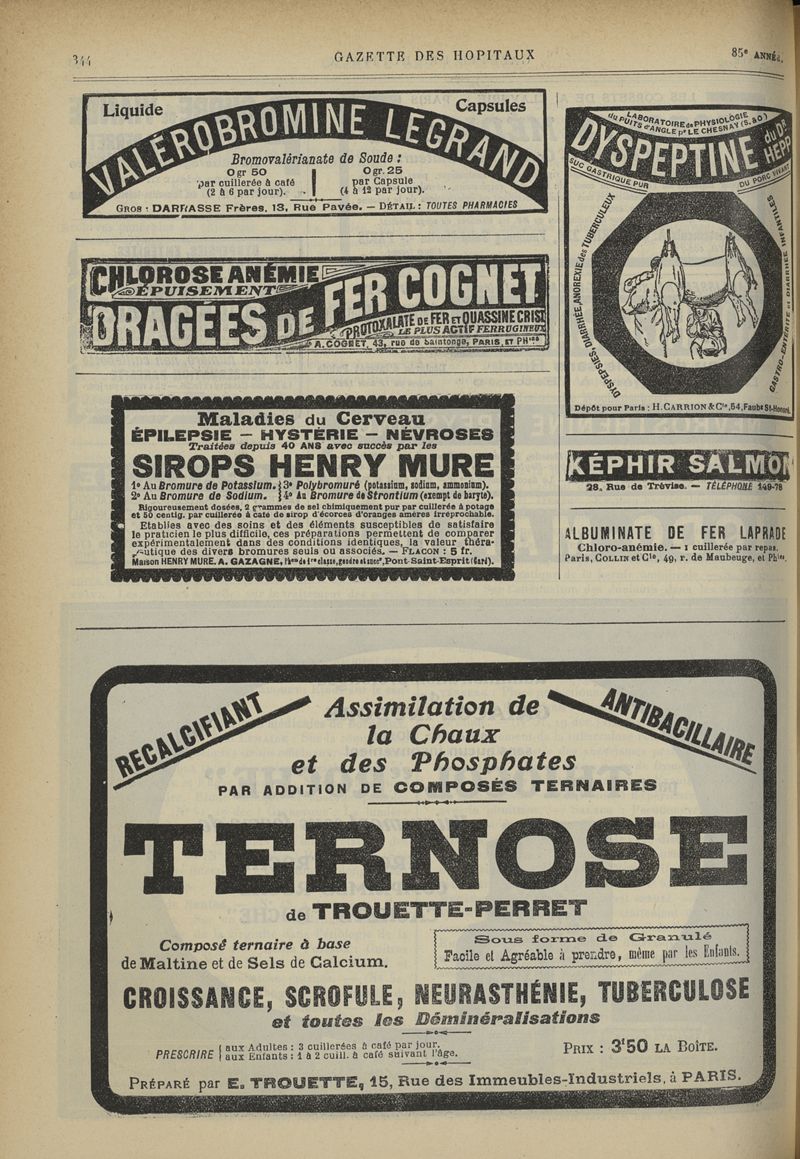 344
GAZETTE DES HOPITAUX
85e ANNÉE.
Liquide
Capsules
VALÉROBROMINE LEGRAND
Bromovalérianate de Soude :
0 gr 50
par cuillerée à café
(2 à 6 par jour).
0 gr. 25
par Capsule
(4 à 12 par jour).
GROS : DARRASSE Frères, 13, Rue Pavée. — DÉTAIL : TOUTES PHARMACIES
CHLOROSE ANÉMIE
ÉPUISEMENT
DRAGÉES DE FER COGNET
PROTOXALATE DE FER ET QUASSINE CRIST
LE PLUS ACTIF FERRUGINEUX
A. COGNET, 43, rue de Saintonge, PARIS, ET PHies
Maladies du Cerveau
ÉPILEPSIE — HYSTÉRIE — NÉVROSES
Traitées depuis 40 ANS avec succès par les
SIROPS HENRY MURE
1° Au Bromure de Potassium. 3° Polybromuré (potassium, sodium, ammonium).
2° Au Bromure de Sodium. 4° Au Bromure de Strontium (exempt de baryte).
Rigoureusement dosées, 2 grammes de sel chimiquement pur par cuillerée à potage
et 50 centig. par cuillerée à café de sirop d'écorces d'oranges amères irréprochable.
Etablies avec des soins et des éléments susceptibles de satisfaire
le praticien le plus difficile, ces préparations permettent de comparer
expérimentalement dans des conditions identiques, la valeur théra-
peutique des divers bromures seuls ou associés. — FLACON : 5 fr.
Maison HENRY MURE, A. GAZAGNE, Phen de 1re classe, gendre et succr, Pont-Saint-Esprit (Gard).
LABORATOIRE de PHYSIOLOGIE
du PUITS d'ANGLE pr LE CHESNAY (S. & O)
DYSPEPTINE du Dr HEPP
SUC GASTRIQUE PUR
DU PORC VIVANT
DYSPEPSIES, DIARRHÉE, ANOREXIE des TUBERCULEUX
GASTRO-ENTÉRITE et DIARRHÉE INFANTILES
Dépôt pour Paris : H. CARRION & Cie, 54, Faubg St-Honoré.
KÉPHIR SALMON
28, Rue de Trévise. — TÉLÉPHONE 149-78
ALBUMINATE DE FER LAPRADE
Chloro-anémie. — 1 cuillerée par repas.
Paris, COLLIN et Cie, 49, r. de Maubeuge, et Phies.
RECALCIFIANT
ANTIBACILLAIRE
Assimilation de
la Chaux
et des Phosphates
PAR ADDITION DE COMPOSÉS TERNAIRES
TERNOSE
de TROUETTE-PERRET
Composé ternaire à base
de Maltine et de Sels de Calcium.
Sous forme de Granulé
Facile et Agréable à prendre, même par les Enfants.
CROISSANCE, SCROFULE, NEURASTHÉNIE, TUBERCULOSE
et toutes les Déminéralisations
PRESCRIRE
aux Adultes : 3 cuillerées à café par jour.
aux Enfants : 1 à 2 cuill. à café suivant l'âge.
PRIX : 3f50 LA BOÎTE.
PRÉPARÉ par E. TROUETTE, 15, Rue des Immeubles-Industriels, à PARIS.